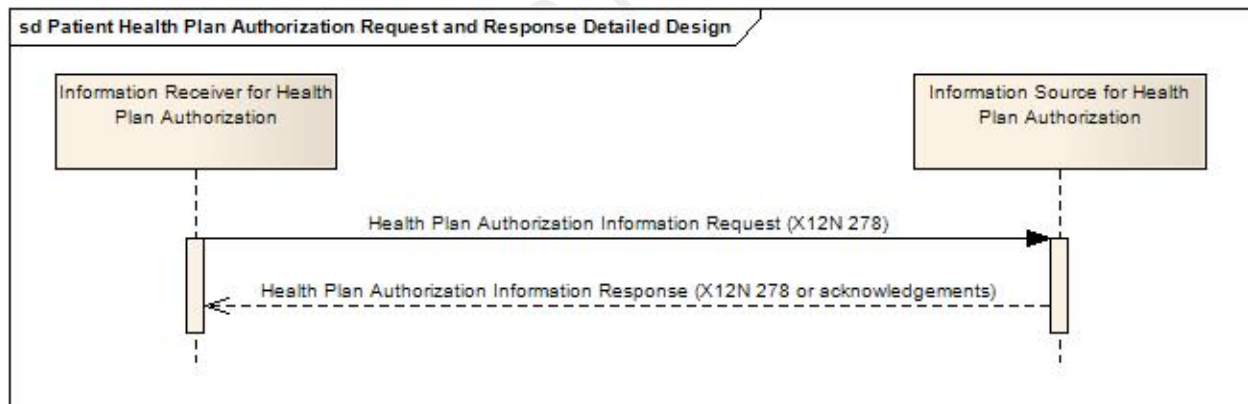 sd Patient Health Plan Authorization Request and Response Detailed Design
Information Receiver for Health
Plan Authorization
Information Source for Health
Plan Authorization
Health Plan Authorization Information Request (X12N 278)
Health Plan Authorization Information Response (X12N 278 or acknowledgements)